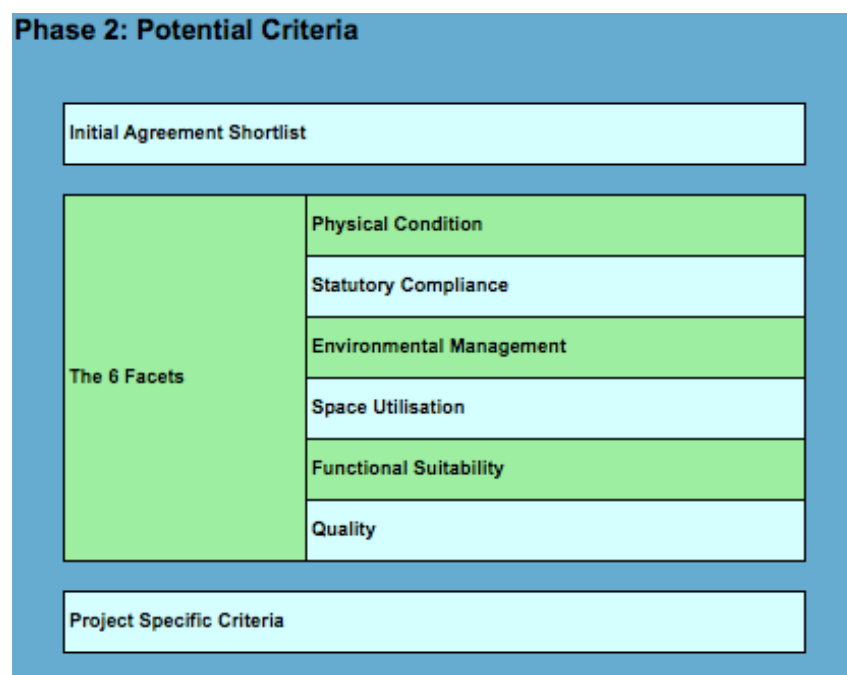 Phase 2: Potential Criteria
Initial Agreement Shortlist
The 6 Facets
Physical Condition
Statutory Compliance
Environmental Management
Space Utilisation
Functional Suitability
Quality
Project Specific Criteria